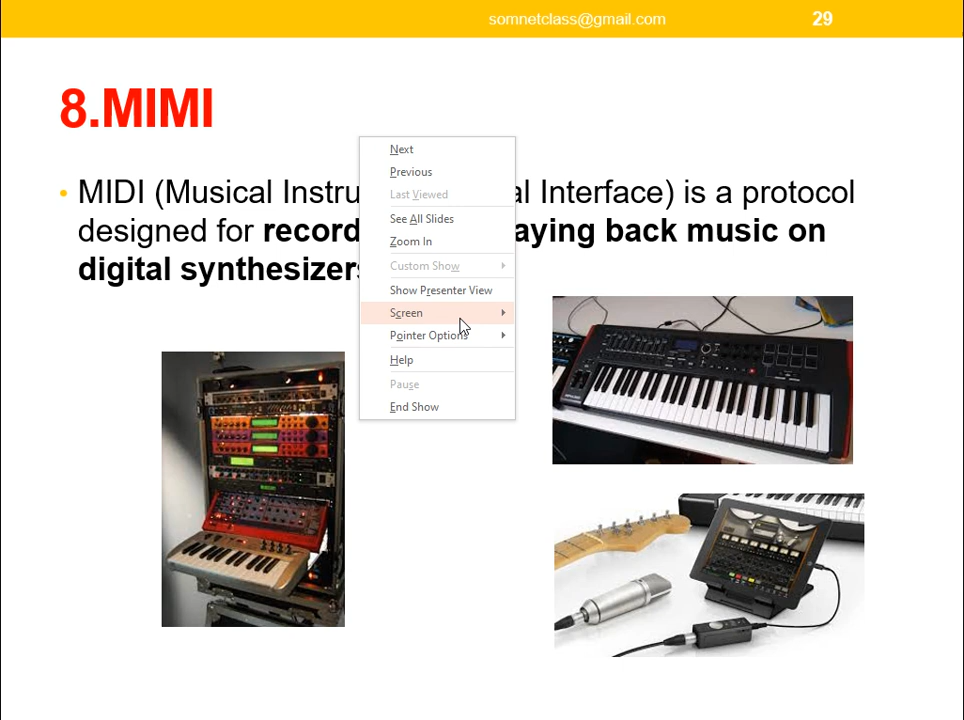 somnetclass@gmail.com 29
8.MIMI
• MIDI (Musical Instru l Interface) is a protocol
designed for record aying back music on
digital synthesizers
Next
Previous
Last Viewed
See All Slides
Zoom In
Custom Show
Show Presenter View
Screen
Pointer Options
Help
Pause
End Show